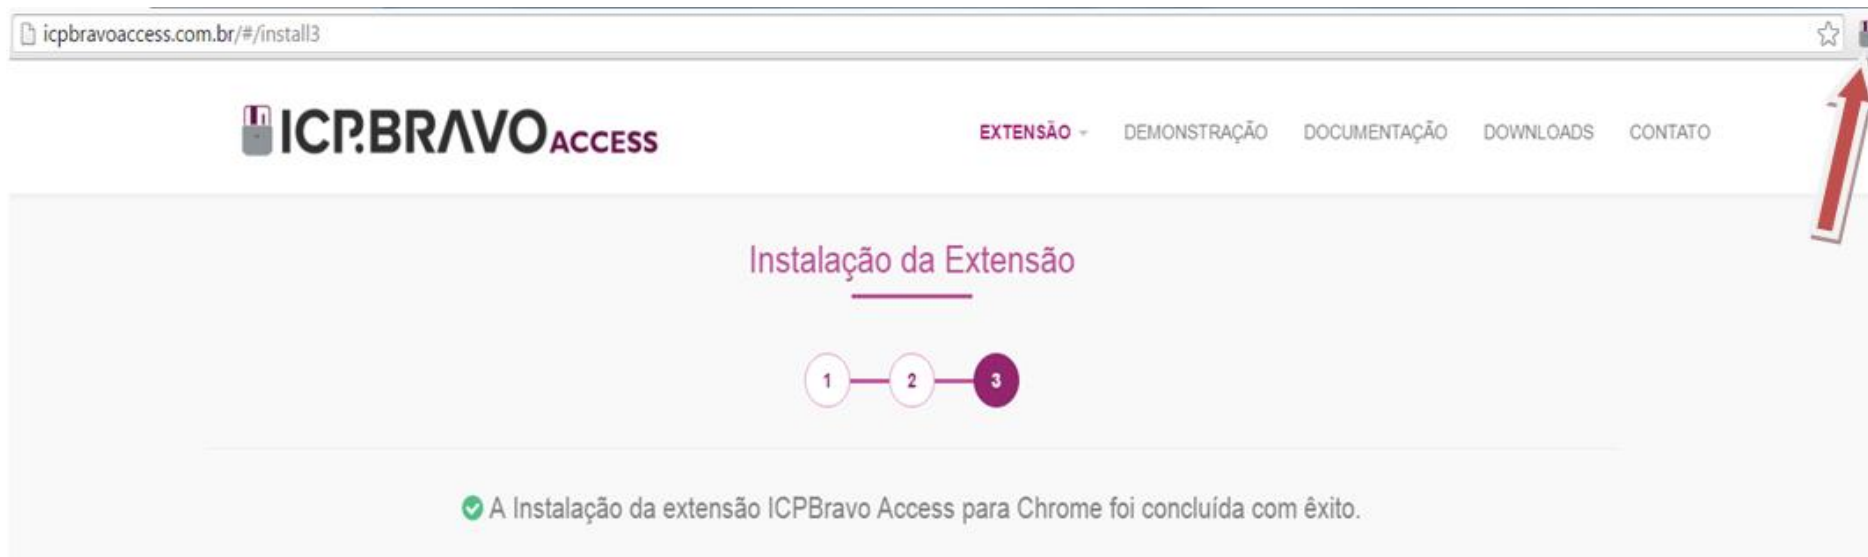 icpbravoaccess.com.br/#/install3
ICP.BRAVO ACCESS
EXTENSÃO DEMONSTRAÇÃO DOCUMENTAÇÃO DOWNLOADS CONTATO
Instalação da Extensão
1 2 3
A Instalação da extensão ICPBravo Access para Chrome foi concluída com êxito.